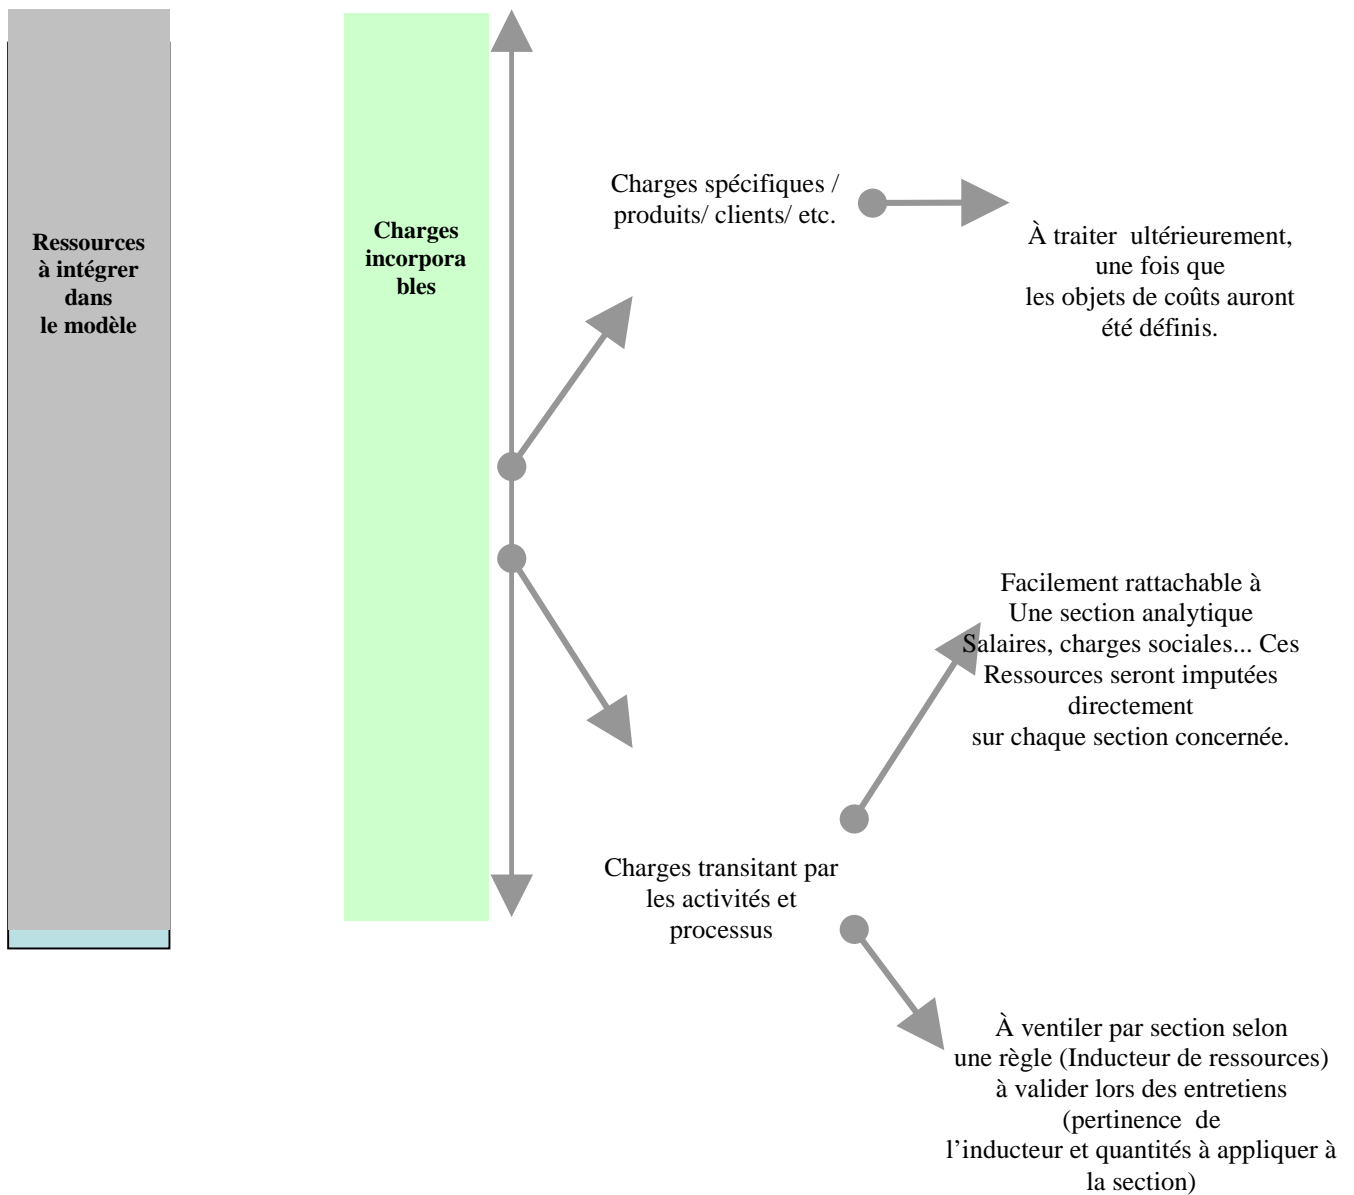 Ressources
à intégrer
dans
le modèle
Charges
incorpora
bles
Charges spécifiques /
produits/ clients/ etc.
À traiter ultérieurement,
une fois que
les objets de coûts auront
été définis.
Facilement rattachable à
Une section analytique
Salaires, charges sociales... Ces
Ressources seront imputées
directement
sur chaque section concernée.
Charges transitant par
les activités et
processus
À ventiler par section selon
une règle (Inducteur de ressources)
à valider lors des entretiens
(pertinence de
l’inducteur et quantités à appliquer à
la section)